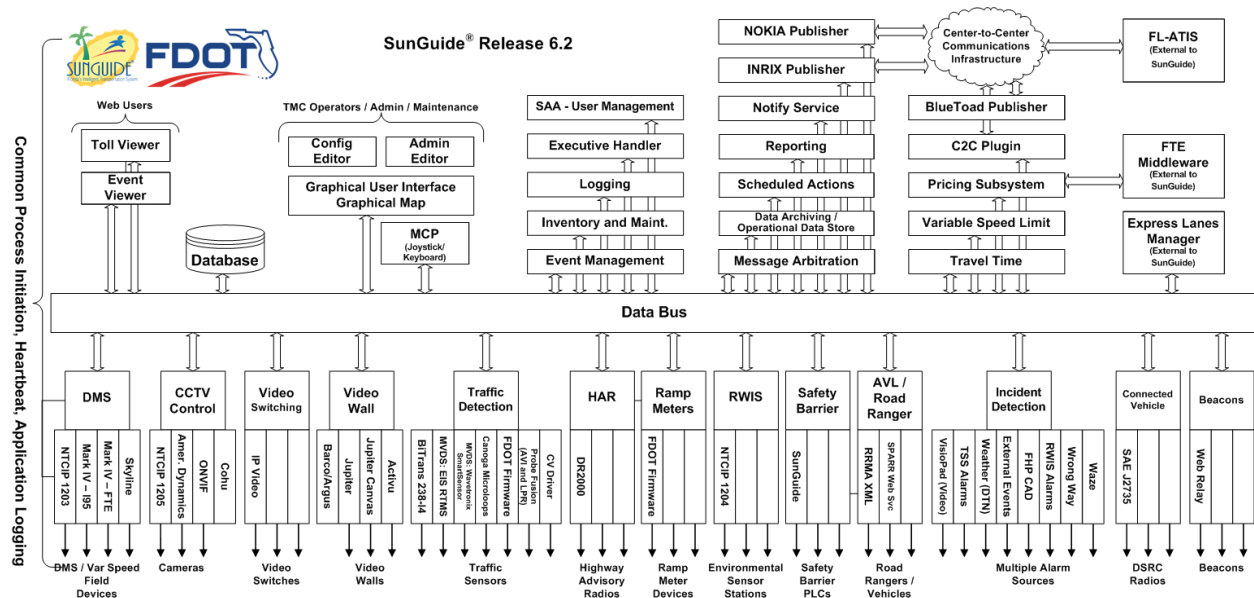 Common Process Initiation, Heartbeat, Application Logging
SUNGUIDE
FDOT
SunGuide® Release 6.2
Web Users
Toll Viewer
Event
Viewer
TMC Operators / Admin / Maintenance
Config
Editor
Admin
Editor
Graphical User Interface
Graphical Map
MCP
(Joystick/
Keyboard)
Database
SAA - User Management
Executive Handler
Logging
Inventory and Maint.
Event Management
NOKIA Publisher
INRIX Publisher
Notify Service
Reporting
Scheduled Actions
Data Archiving /
Operational Data Store
Message Arbitration
Center-to-Center
Communications
Infrastructure
BlueToad Publisher
C2C Plugin
Pricing Subsystem
Variable Speed Limit
Travel Time
FL-ATIS
(External to
SunGuide)
FTE
Middleware
(External to
SunGuide)
Express Lanes
Manager
(External to
SunGuide)
Data Bus
DMS
NTCIP 1203
Mark IV – I95
Mark IV – FTE
Skyline
DMS / Var Speed
Field
Devices
CCTV
Control
NTCIP 1205
Amer. Dynamics
ONVIF
Cohu
Cameras
Video
Switching
IP Video
Video
Switches
Video
Wall
Barco/Argus
Jupiter
Jupiter Canvas
Activu
Video
Walls
Traffic
Detection
BiTrans 238-I4
MVDS: EIS RTMS
MVDS: Wavetronix
SmartSensor
Canoga Microloops
FDOT Firmware
Probe Fusion
(AVI and LPR)
CV Driver
Traffic
Sensors
HAR
DR2000
Highway
Advisory
Radios
Ramp
Meters
FDOT Firmware
Ramp
Meter
Devices
RWIS
NTCIP 1204
Environmental
Sensor
Stations
Safety
Barrier
SunGuide
Safety
Barrier
PLCs
AVL /
Road
Ranger
RRMA XML
SPARR Web Svc
Road
Rangers /
Vehicles
Incident
Detection
VisioPad (Video)
TSS Alarms
Weather (DTN)
External Events
FHP CAD
RWIS Alarms
Wrong Way
Waze
Multiple Alarm
Sources
Connected
Vehicle
SAE J2735
DSRC
Radios
Beacons
Web Relay
Beacons